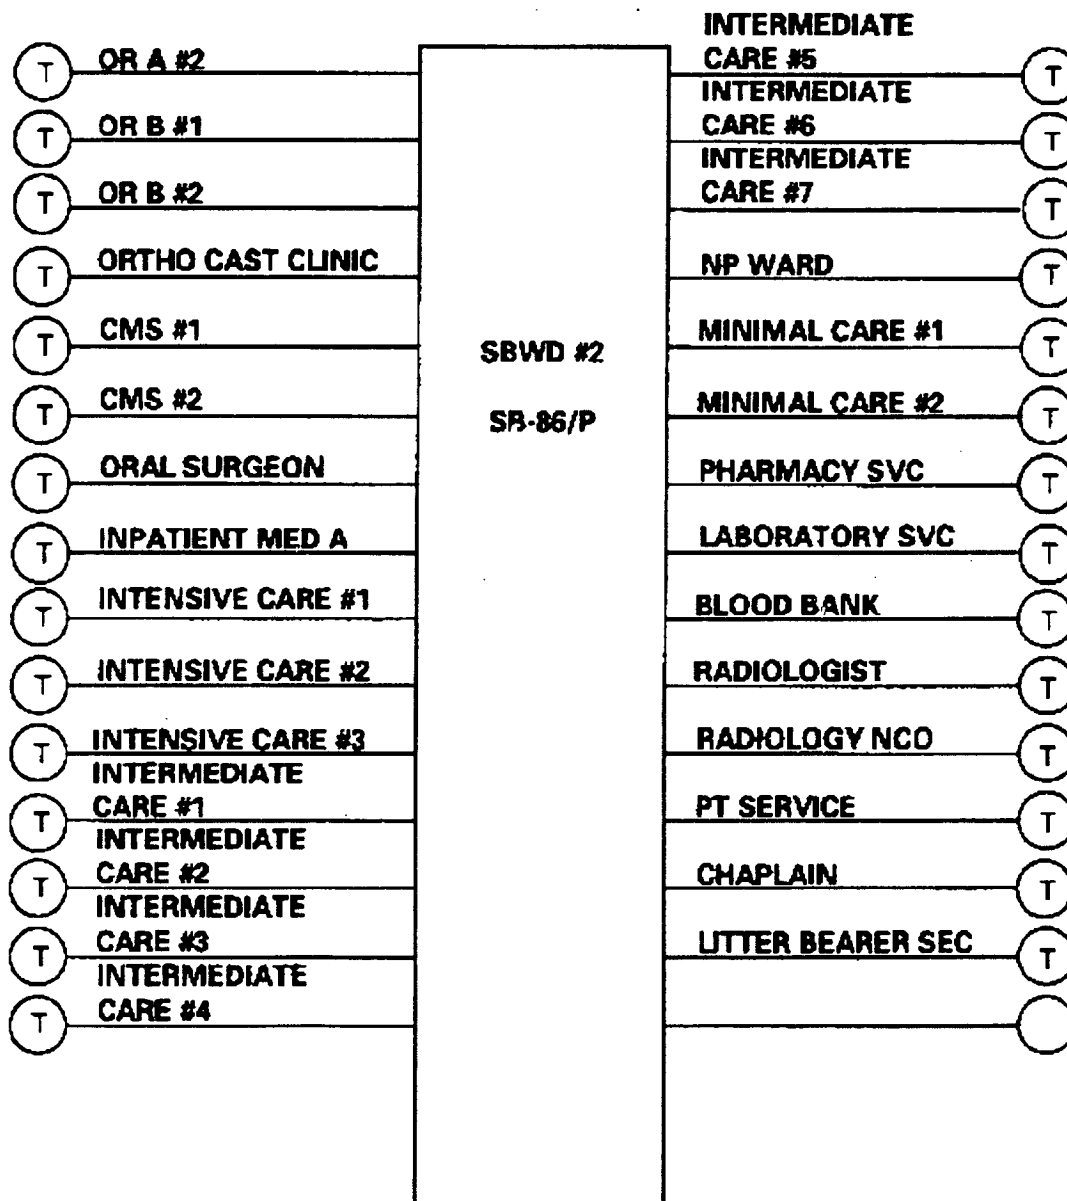 T OR A #2
T OR B #1
T OR B #2
T ORTHO CAST CLINIC
T CMS #1
T CMS #2
T ORAL SURGEON
T INPATIENT MED A
T INTENSIVE CARE #1
T INTENSIVE CARE #2
T INTENSIVE CARE #3
INTERMEDIATE
T CARE #1
INTERMEDIATE
T CARE #2
INTERMEDIATE
T CARE #3
INTERMEDIATE
T CARE #4
SBWD #2
SB-86/P
INTERMEDIATE
CARE #5 T
INTERMEDIATE
CARE #6 T
INTERMEDIATE
CARE #7 T
NP WARD T
MINIMAL CARE #1 T
MINIMAL CARE #2 T
PHARMACY SVC T
LABORATORY SVC T
BLOOD BANK T
RADIOLOGIST T
RADIOLOGY NCO T
PT SERVICE T
CHAPLAIN T
LITTER BEARER SEC T